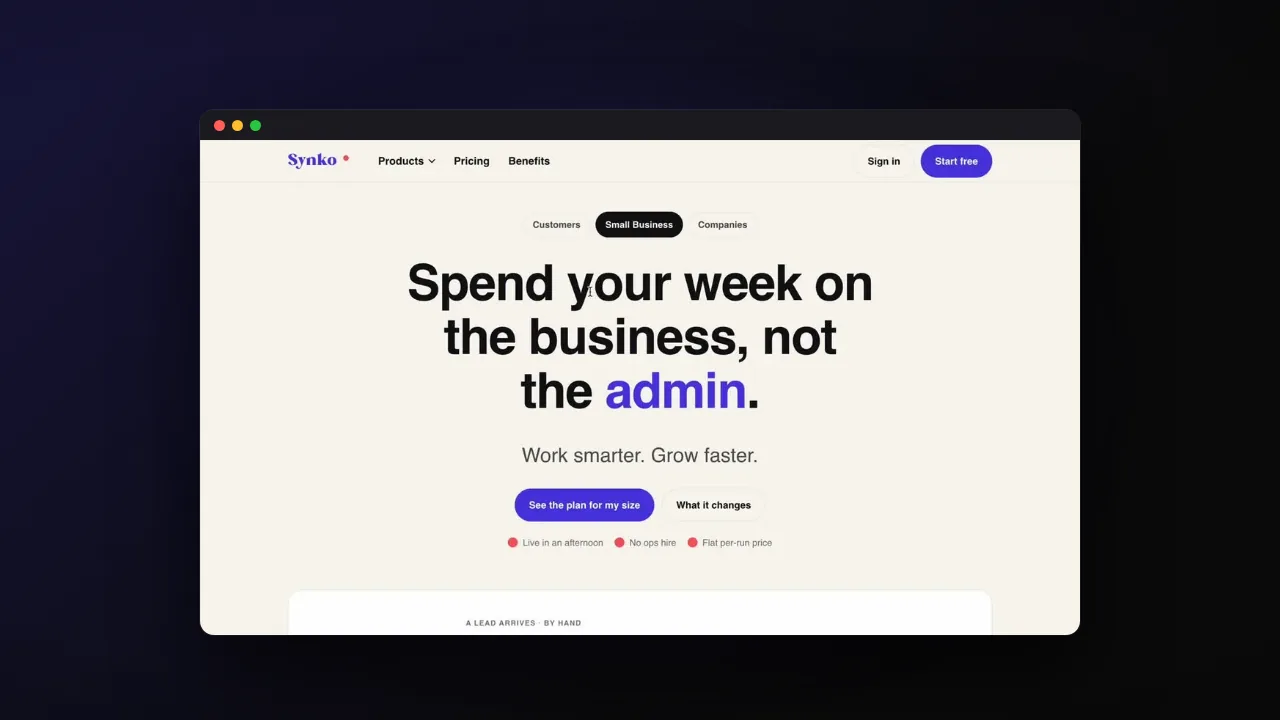 Synko
Products
Pricing
Benefits
Sign in
Start free
Customers
Small Business
Companies
Spend your week on
the business, not
the admin.
Work smarter. Grow faster.
See the plan for my size
What it changes
Live in an afternoon
No ops hire
Flat per-run price
A LEAD ARRIVES · BY HAND